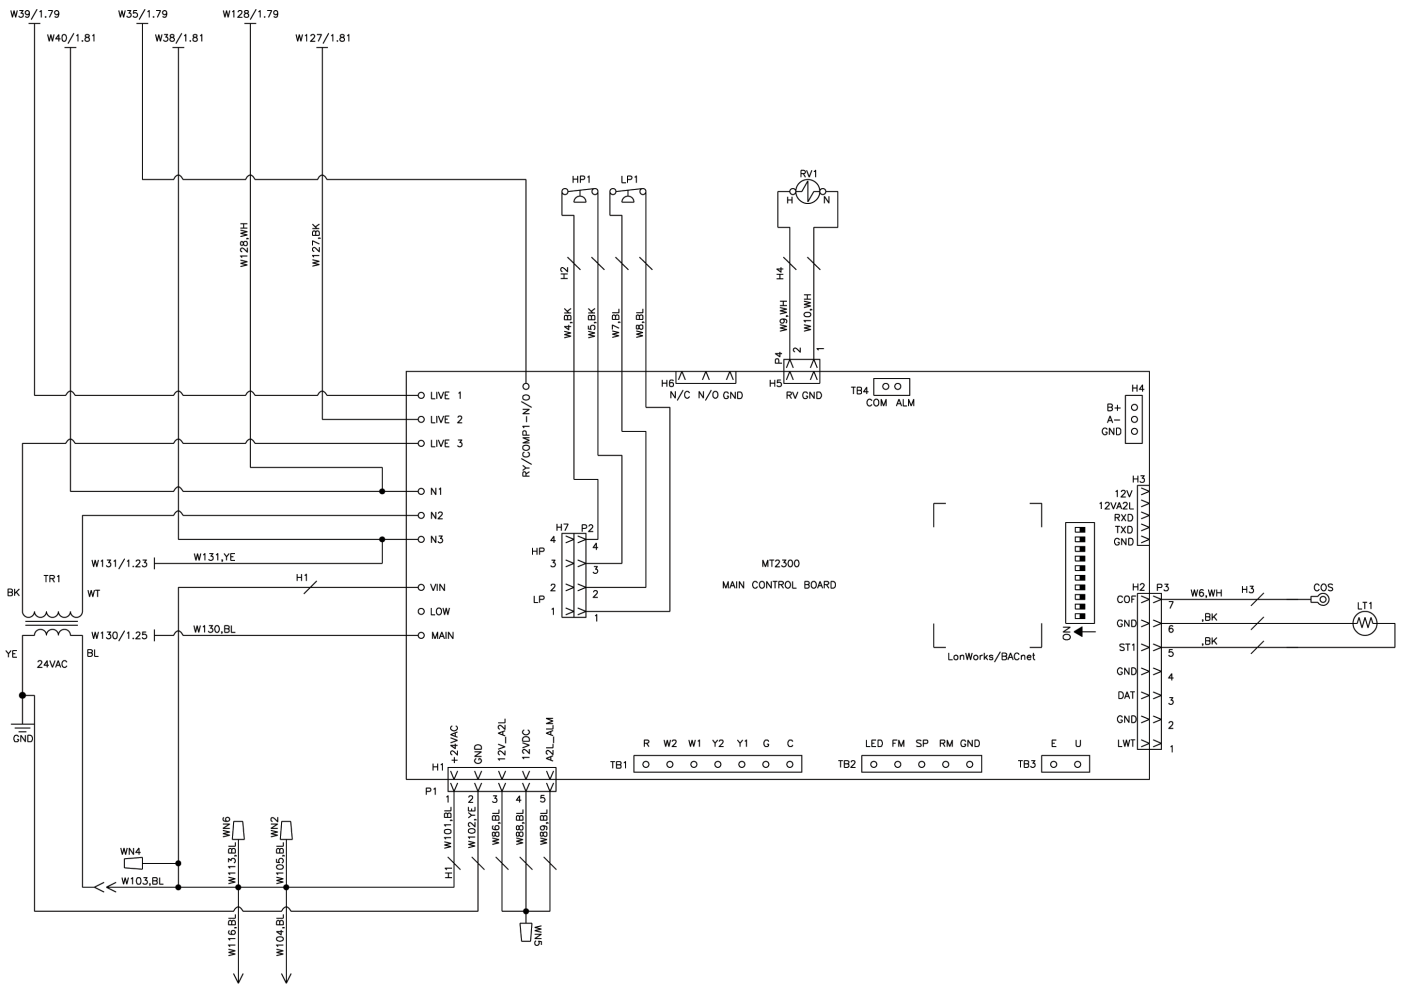 W39/1.79
W35/1.79
W128/1.79
W40/1.81
W38/1.81
W127/1.81
HP1
LP1
RV1
H
N
W128,WH
W127,BK
H2
H4
W4,BK
W5,BK
W7,BL
W8,BL
W9,WH
W10,WH
P4
2
1
H6
H5
N/C N/O GND
RV GND
TB4
COM ALM
H4
B+
A-
GND
LIVE 1
LIVE 2
LIVE 3
RY/COMP1-N/O
N1
N2
N3
H3
12V
12VA2L
RXD
TXD
GND
H7
P2
4
4
HP
3
3
2
2
LP
1
1
MT2300
MAIN CONTROL BOARD
W131/1.23
W131,YE
TR1
BK
WT
H1
VIN
LOW
W130/1.25
W130,BL
MAIN
YE
24VAC
BL
GND
ON
LonWorks/BACnet
H2
P3
COF
7
W6,WH
H3
COS
GND
6
,BK
LT1
ST1
5
,BK
GND
4
DAT
3
GND
2
LWT
1
+24VAC
GND
12V_A2L
12VDC
A2L_ALM
H1
P1
1
2
3
4
5
TB1
R
W2
W1
Y2
Y1
G
C
TB2
LED
FM
SP
RM
GND
TB3
E
U
W101,BL
W102,YE
W86,BL
W88,BL
W89,BL
H1
WN6
WN2
WN4
W113,BL
W105,BL
W103,BL
W116,BL
W104,BL
WN5